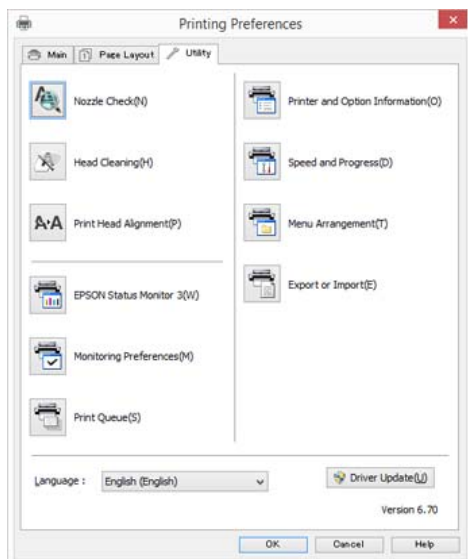 Printing Preferences
Main
Page Layout
Utility
Nozzle Check(N)
Head Cleaning(H)
A·A
Print Head Alignment(P)
EPSON Status Monitor 3(W)
Monitoring Preferences(M)
Print Queue(S)
Printer and Option Information(O)
Speed and Progress(D)
Menu Arrangement(T)
Export or Import(E)
Language :
English (English)
Driver Update(U)
Version 6.70
OK
Cancel
Help